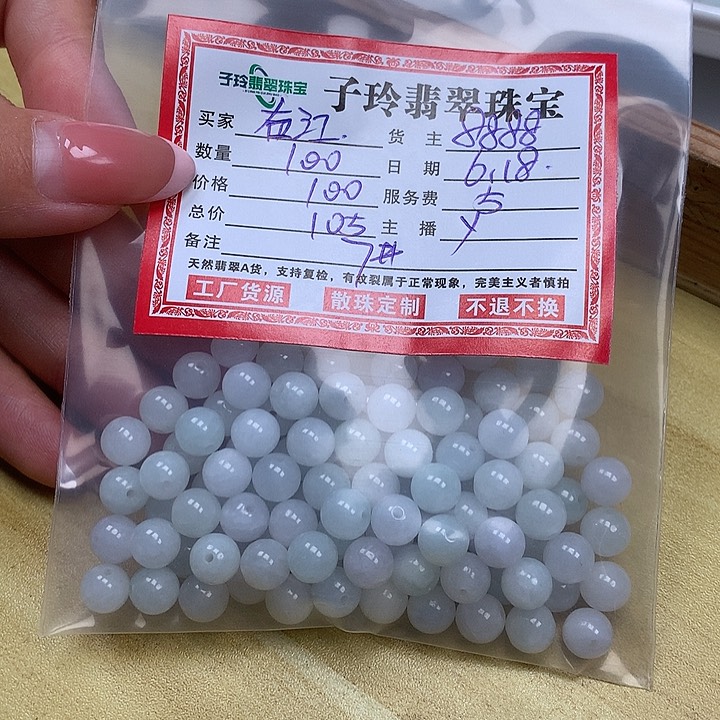 子玲翡翠珠宝 子玲翡翠珠宝
买家 右江. 货主 8888
数量 100 日期 6.18.
价格 100 服务费 5
总价 105 主播 y
备注 7#
天然翡翠A货，支持复检，有纹裂属于正常现象，完美主义者慎拍
工厂货源 散珠定制 不退不换